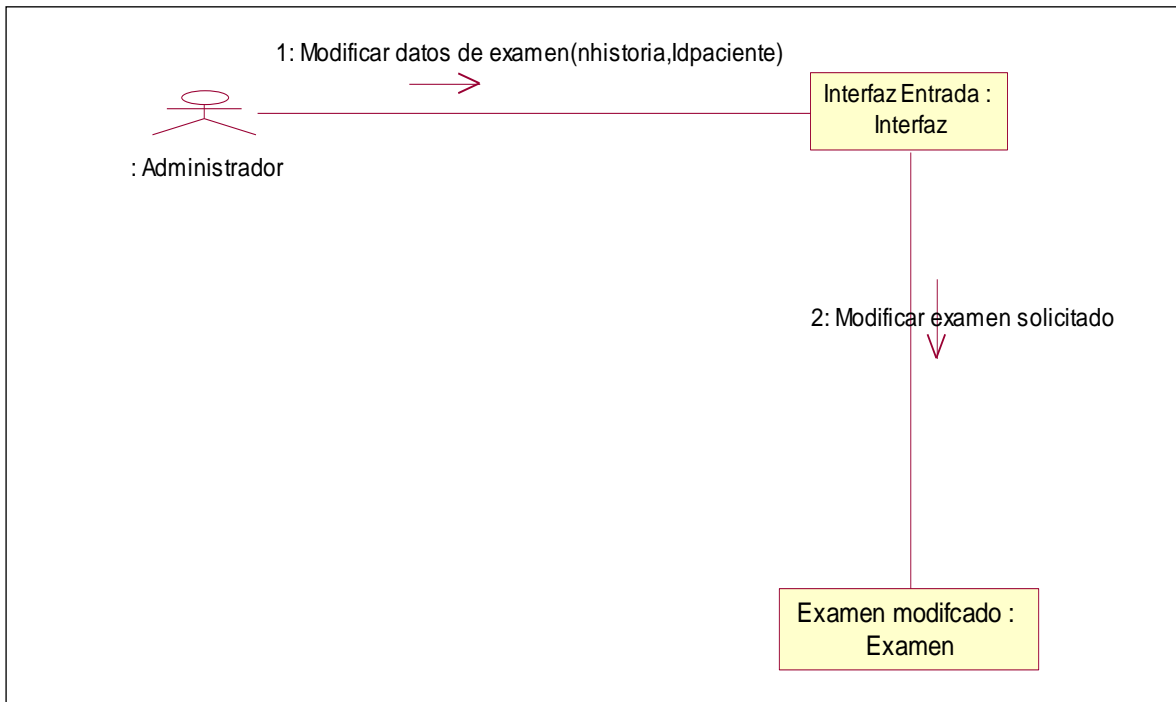 1: Modificar datos de examen(nhistoria,Idpaciente)
Interfaz Entrada :
Interfaz
: Administrador
2: Modificar examen solicitado
Examen modifcado :
Examen